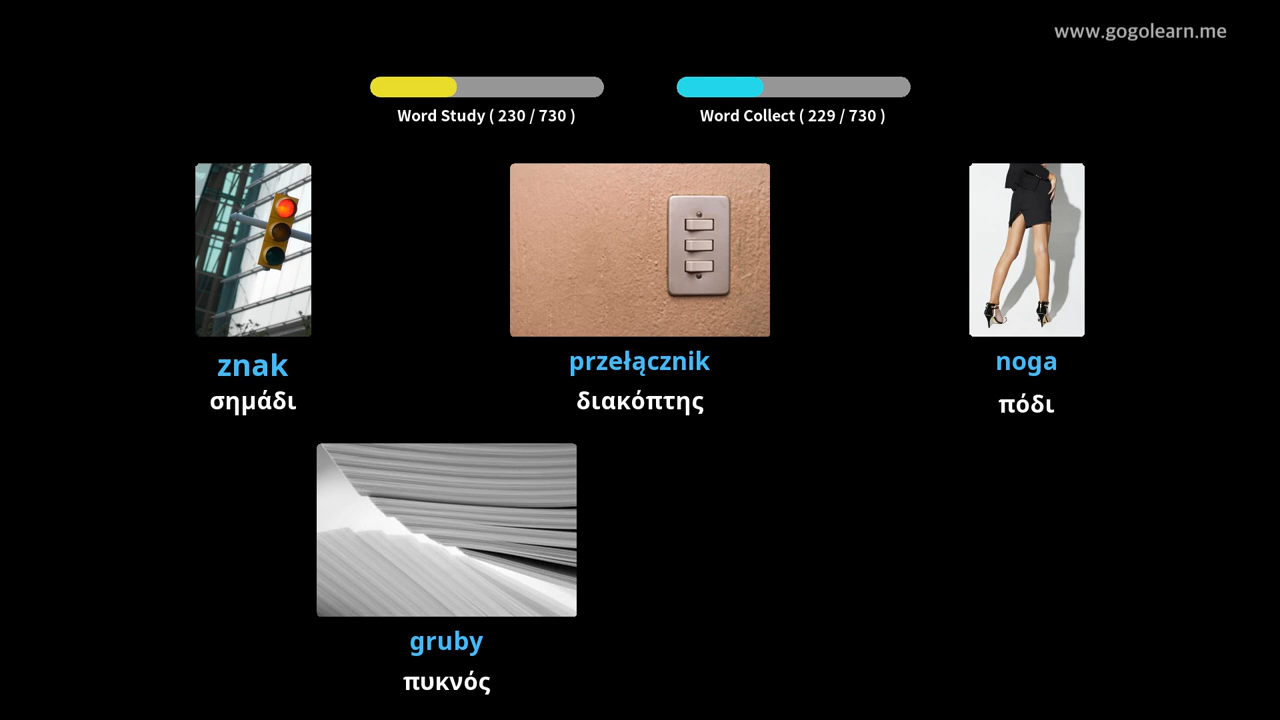 www.gogolearn.me
Word Study ( 230 / 730 )
Word Collect ( 229 / 730 )
znak
σημάδι
przełącznik
διακόπτης
noga
πόδι
gruby
πυκνός